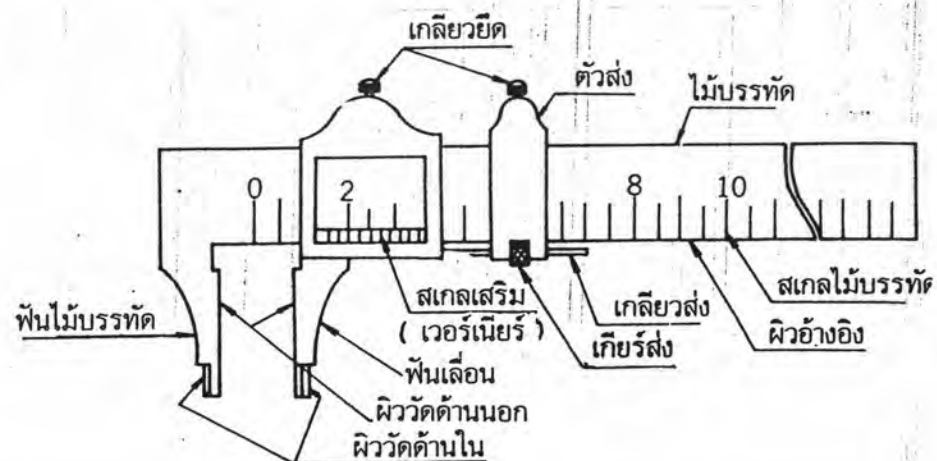 เกลียวยึด
ตัวส่ง
ไม้บรรทัด
0 2 8 10
สเกลเสริม
( เวอร์เนียร์ )
เกลียวส่ง
เกียร์ส่ง
สเกลไม้บรรทัด
ผิวอ้างอิง
ฟันไม้บรรทัด
ฟันเลื่อน
ผิววัดด้านนอก
ผิววัดด้านใน